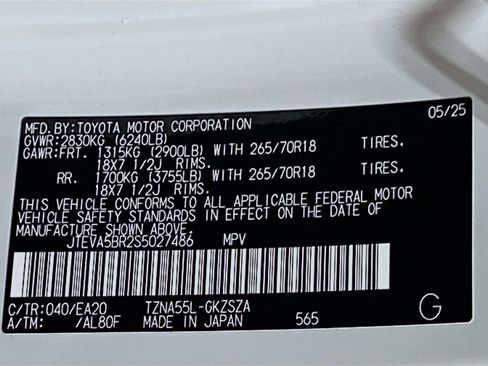 05/25
MFD.BY:TOYOTA MOTOR CORPORATION
GVWR:2830KG (6240LB)
GAWR:FRT. 1315KG (2900LB) WITH 265/70R18 TIRES.
18X7 1/2J RIMS.
RR. 1700KG (3755LB) WITH 265/70R18 TIRES.
18X7 1/2J RIMS.
THIS VEHICLE CONFORMS TO ALL APPLICABLE FEDERAL MOTOR
VEHICLE SAFETY STANDARDS IN EFFECT ON THE DATE OF
MANUFACTURE SHOWN ABOVE.
JTEVA5BR2S5027486 MPV
C/TR:040/EA20 TZNA55L-GKZSZA
A/TM: /AL80F MADE IN JAPAN 565
G